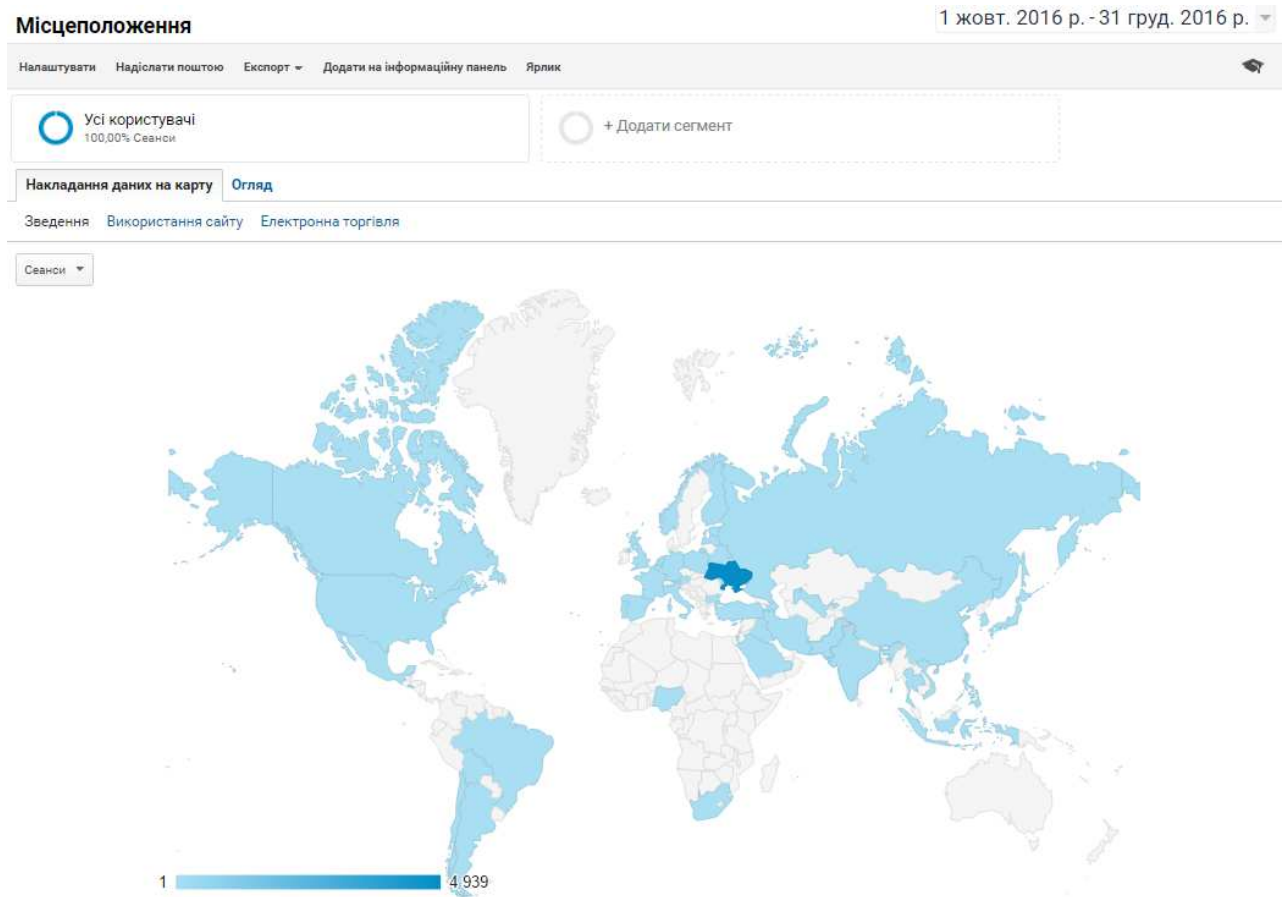 Місцеположення
1 жовт. 2016 р. - 31 груд. 2016 р.
Налаштувати Надіслати поштою Експорт Додати на інформаційну панель Ярлик
Усі користувачі
100,00% Сеанси
+ Додати сегмент
Накладання даних на карту Огляд
Зведення Використання сайту Електронна торгівля
Сеанси
1 4 939